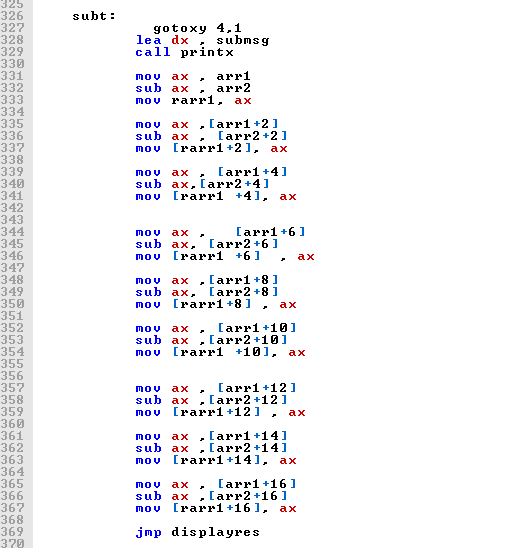 325
326 subt:
327 gotoxy 4,1
328 lea dx , submsg
329 call printx
330
331 mov ax , arr1
332 sub ax , arr2
333 mov rarr1, ax
334
335 mov ax ,[arr1+2]
336 sub ax , [arr2+2]
337 mov [rarr1+2], ax
338
339 mov ax , [arr1+4]
340 sub ax,[arr2+4]
341 mov [rarr1 +4], ax
342
343
344 mov ax , [arr1+6]
345 sub ax, [arr2+6]
346 mov [rarr1 +6] , ax
347
348 mov ax ,[arr1+8]
349 sub ax, [arr2+8]
350 mov [rarr1+8] , ax
351
352 mov ax , [arr1+10]
353 sub ax ,[arr2+10]
354 mov [rarr1 +10], ax
355
356
357 mov ax , [arr1+12]
358 sub ax ,[arr2+12]
359 mov [rarr1+12] , ax
360
361 mov ax ,[arr1+14]
362 sub ax ,[arr2+14]
363 mov [rarr1+14], ax
364
365 mov ax , [arr1+16]
366 sub ax ,[arr2+16]
367 mov [rarr1+16], ax
368
369 jmp displayres
370